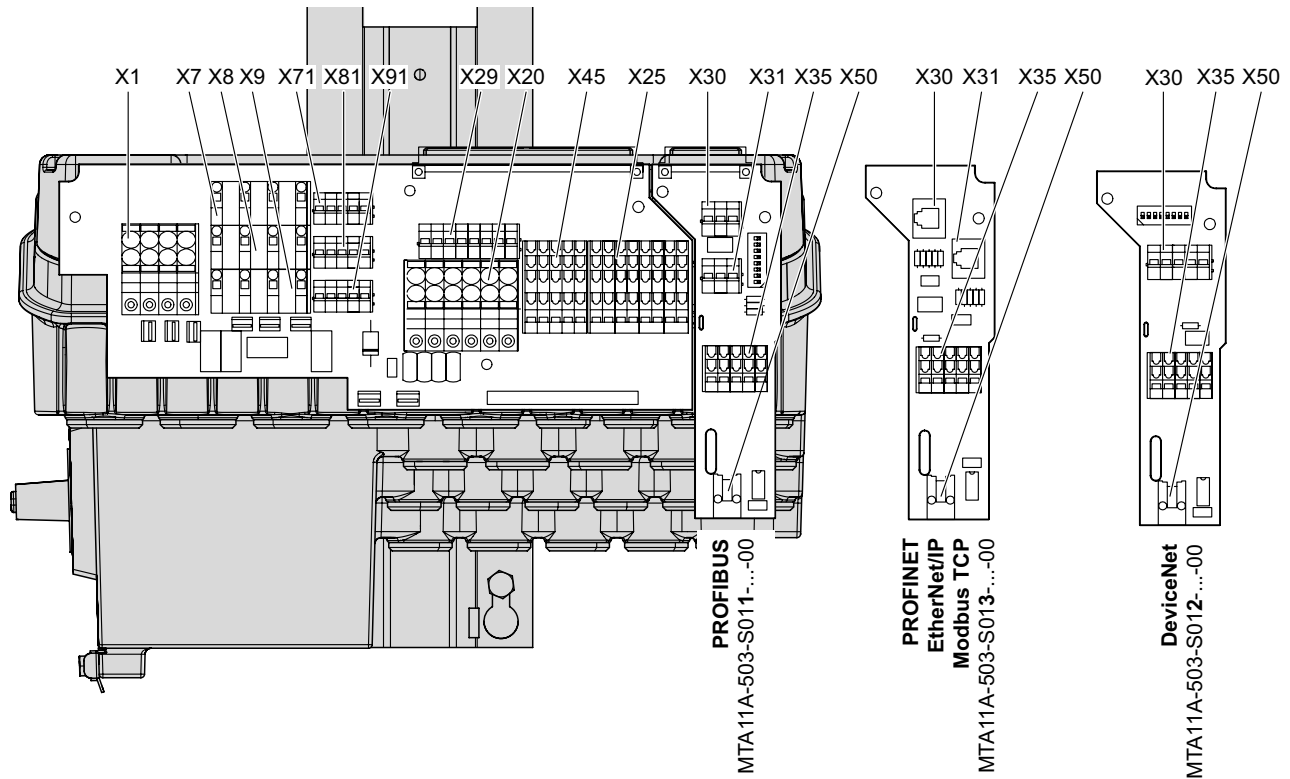 X1 X7 X8 X9 X71 X81 X91 X29 X20 X45 X25 X30 X31 X35 X50 X30 X31 X35 X50 X30 X35 X50
PROFIBUS
MTA11A-503-S011-...-00
PROFINET
EtherNet/IP
Modbus TCP
MTA11A-503-S013-...-00
DeviceNet
MTA11A-503-S012-...-00